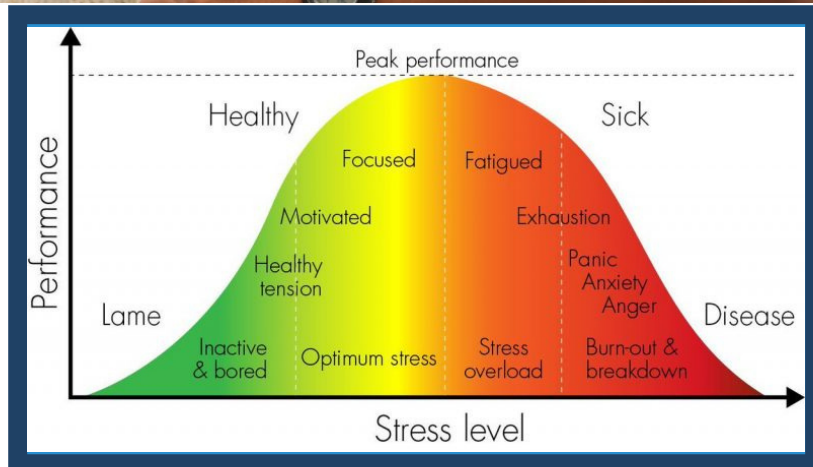 Peak performance
Healthy
Sick
Focused
Fatigued
Motivated
Exhaustion
Healthy
tension
Panic
Anxiety
Anger
Lame
Disease
Inactive
& bored
Optimum stress
Stress
overload
Burn-out &
breakdown
Performance
Stress level